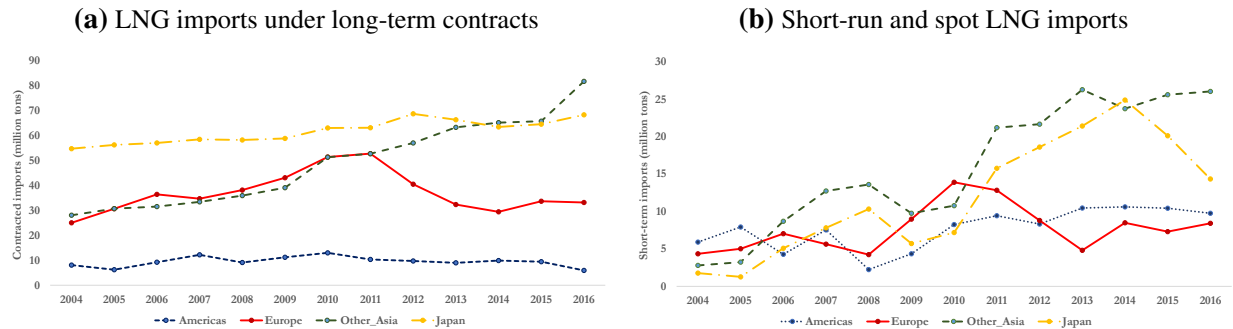 (a) LNG imports under long-term contracts
Contracted imports (million tons)
90
80
70
60
50
40
30
20
10
0
2004 2005 2006 2007 2008 2009 2010 2011 2012 2013 2014 2015 2016
Americas Europe Other_Asia Japan
(b) Short-run and spot LNG imports
Short-term imports (million tons)
30
25
20
15
10
5
0
2004 2005 2006 2007 2008 2009 2010 2011 2012 2013 2014 2015 2016
Americas Europe Other_Asia Japan